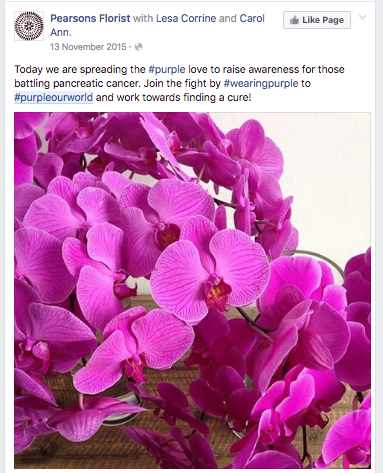 Pearsons Florist with Lesa Corrine and Carol
Ann.
Like Page
13 November 2015 ·
Today we are spreading the #purple love to raise awareness for those
battling pancreatic cancer. Join the fight by #wearingpurple to
#purpleourworld and work towards finding a cure!